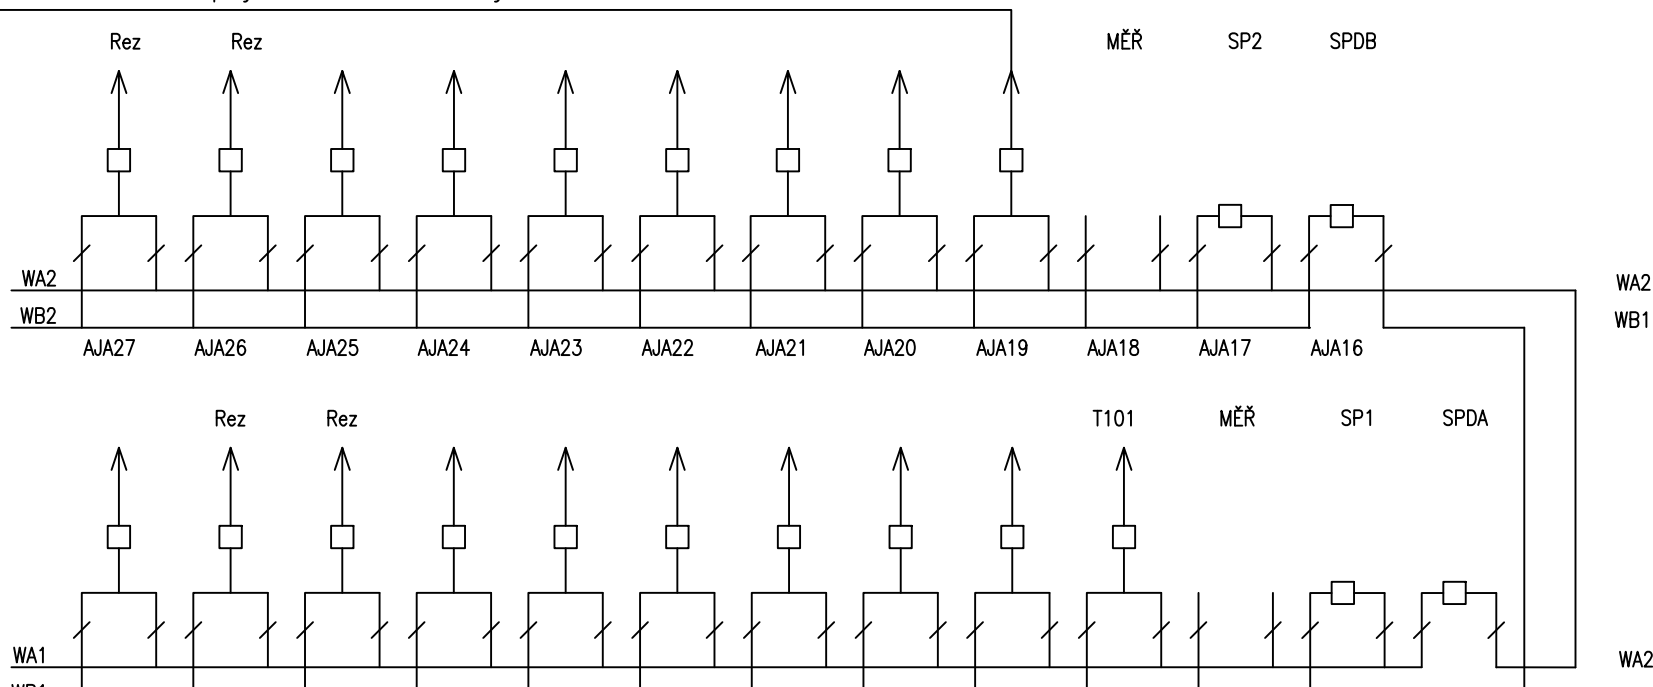 Rez Rez MĚŘ SP2 SPDB
WA2 WA2
WB2 WB1
AJA27 AJA26 AJA25 AJA24 AJA23 AJA22 AJA21 AJA20 AJA19 AJA18 AJA17 AJA16
Rez Rez T101 MĚŘ SP1 SPDA
WA1 WA2